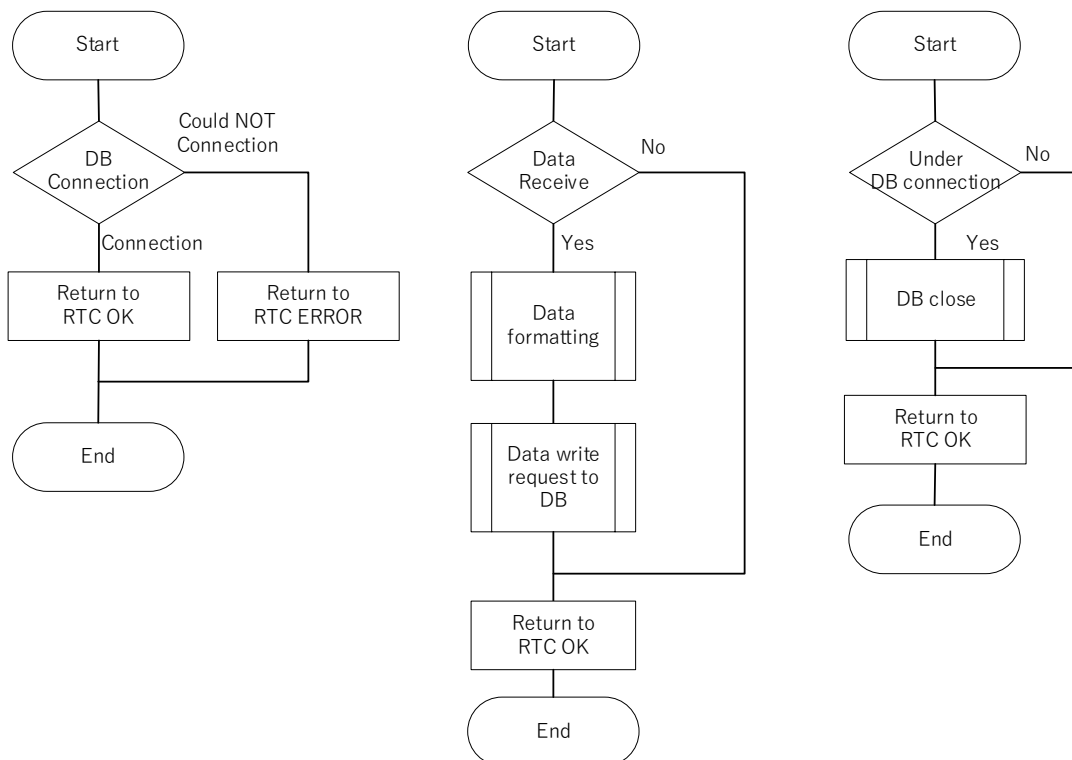 Start
Could NOT
Connection
DB
Connection
Connection
Return to
RTC OK
Return to
RTC ERROR
End
Start
Data
Receive
No
Yes
Data
formatting
Data write
request to
DB
Return to
RTC OK
End
Start
Under
DB connection
No
Yes
DB close
Return to
RTC OK
End